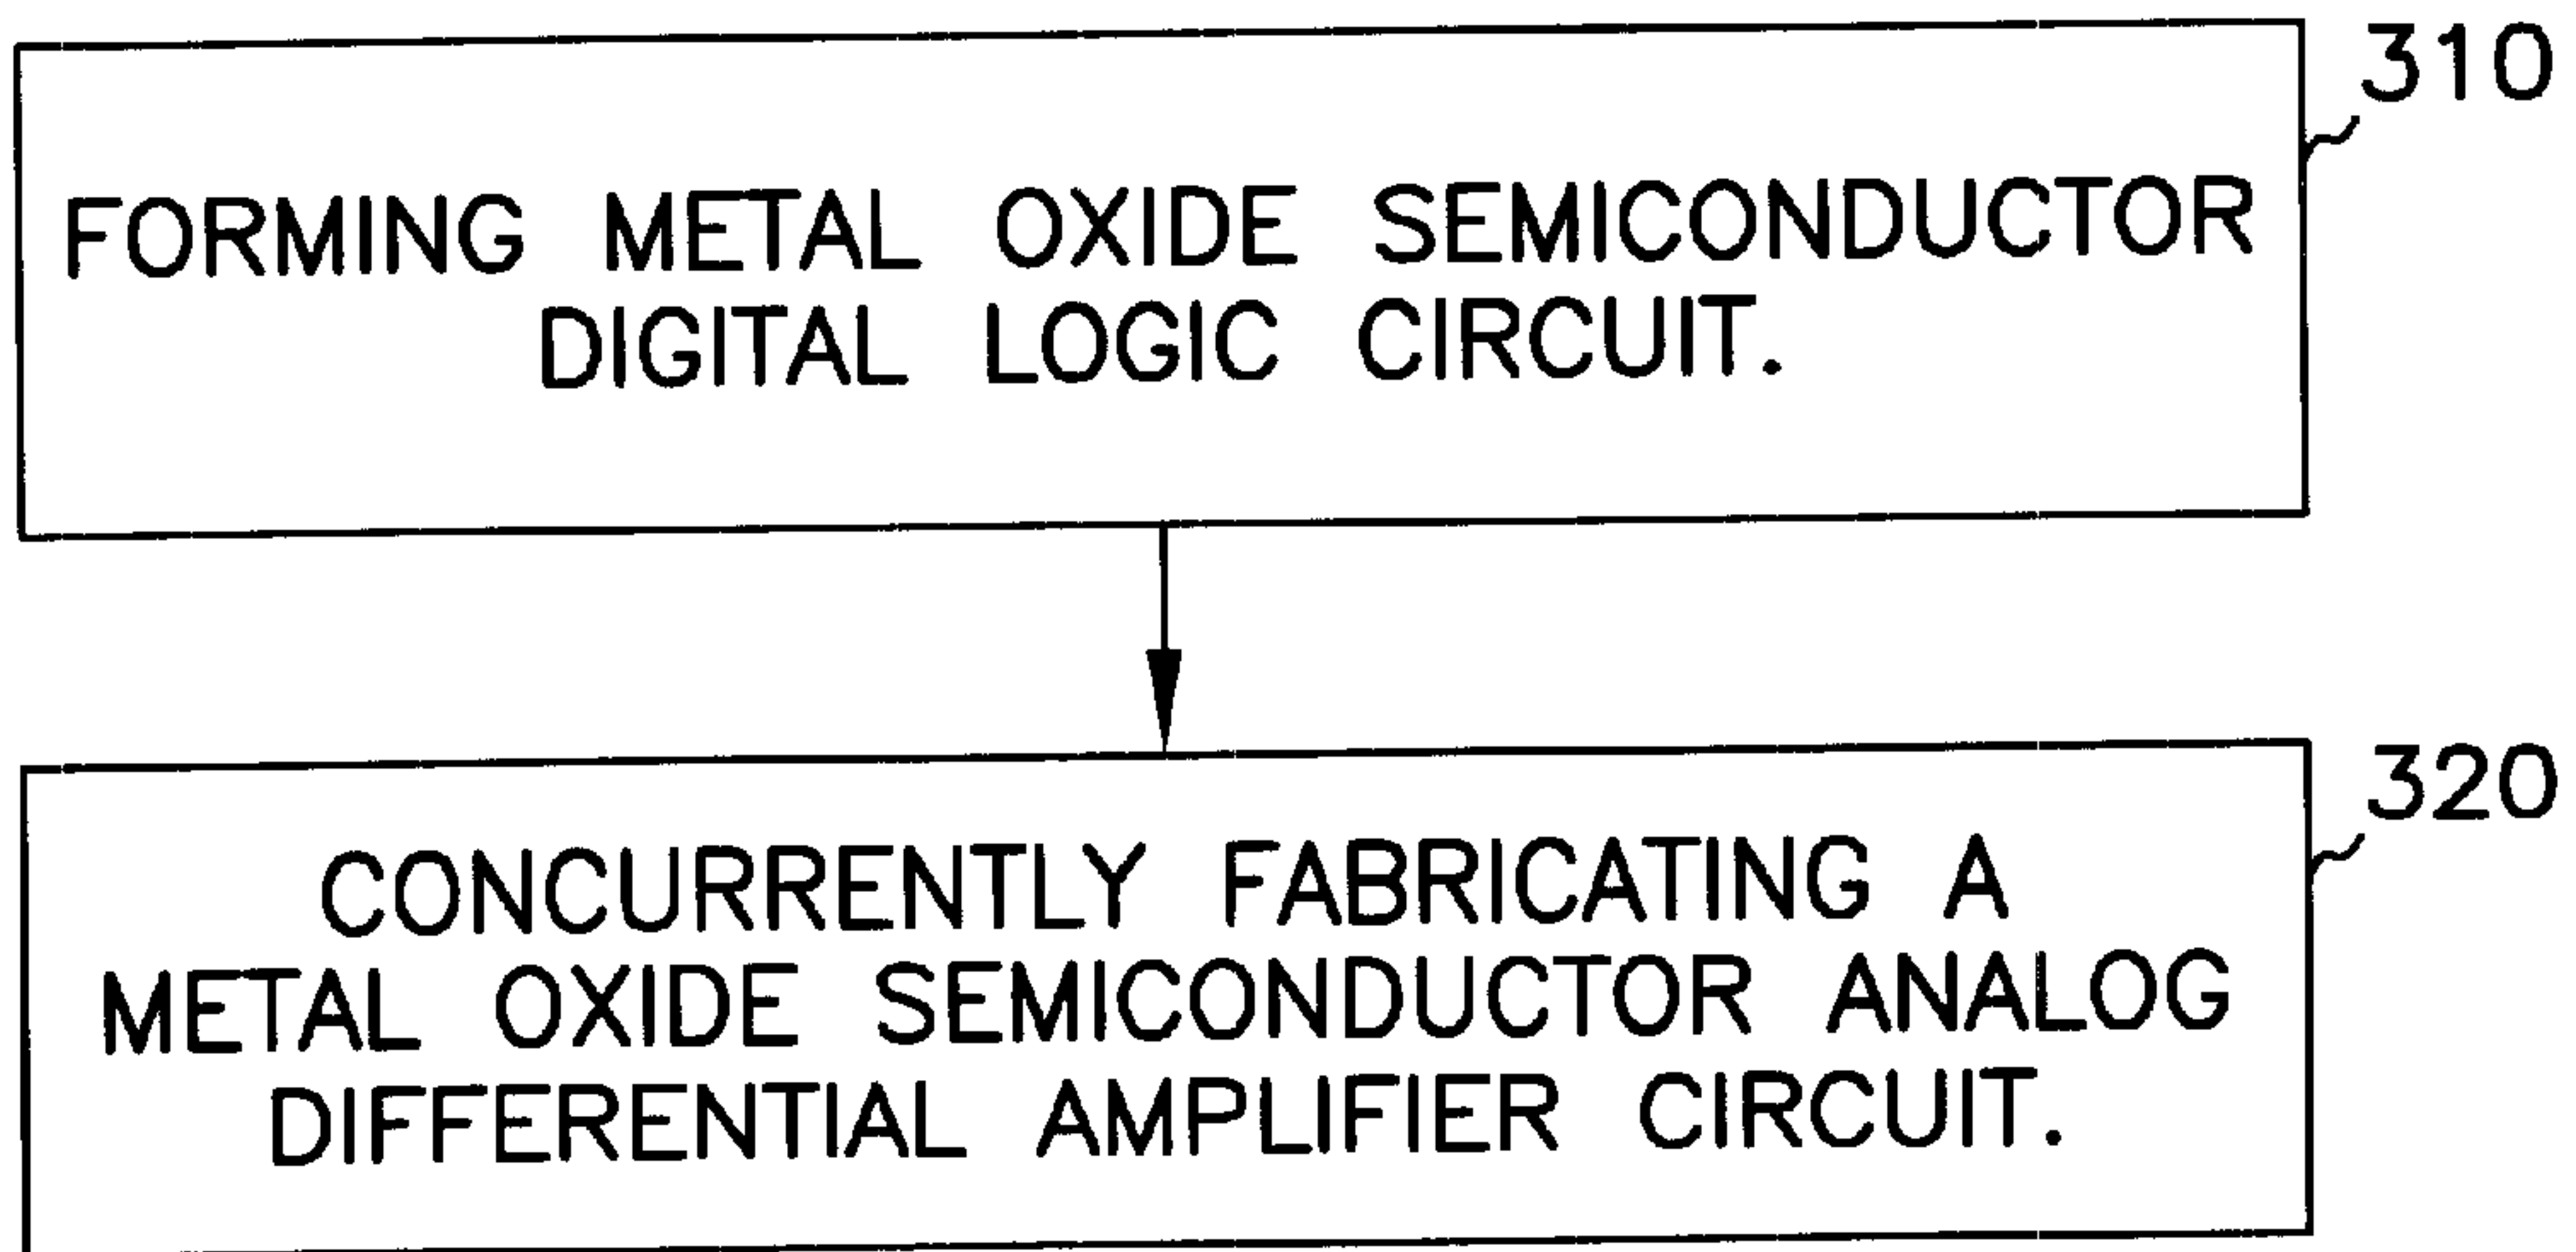 310
FORMING METAL OXIDE SEMICONDUCTOR
DIGITAL LOGIC CIRCUIT.
320
CONCURRENTLY FABRICATING A
METAL OXIDE SEMICONDUCTOR ANALOG
DIFFERENTIAL AMPLIFIER CIRCUIT.